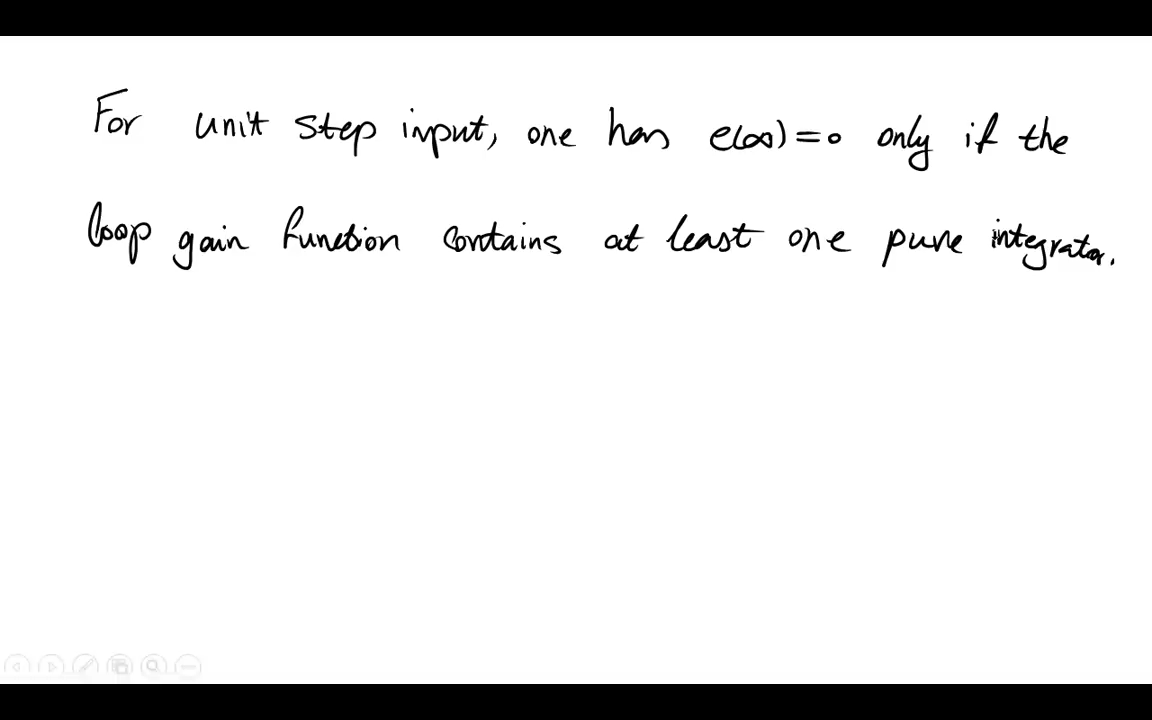 For unit step input, one has e(∞)=0 only if the
loop gain function contains at least one pure integrator.